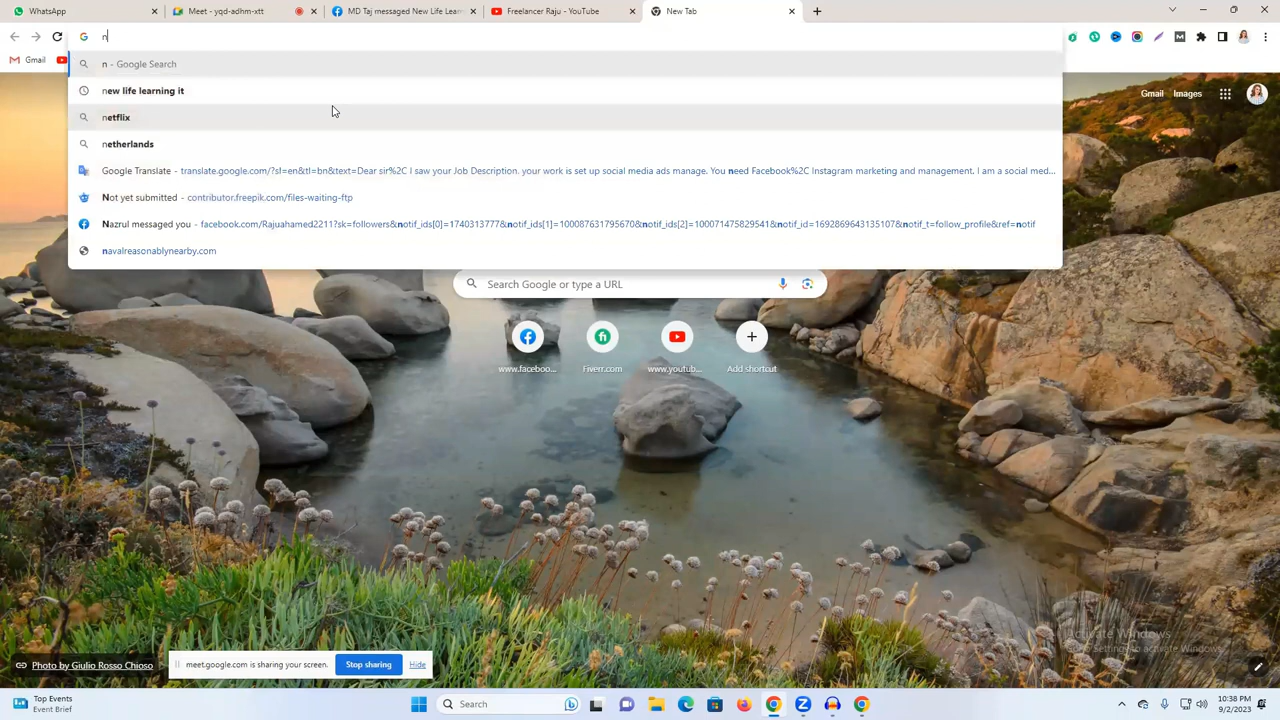 WhatsApp
Meet - yqd-adhm-xtt
MD Taj messaged New Life Learn
Freelancer Raju - YouTube
New Tab
n
Gmail
n - Google Search
new life learning it
netflix
netherlands
Google Translate - translate.google.com/?sl=en&tl=bn&text=Dear sir%2C I saw your Job Description. your work is set up social media ads manage. You need Facebook%2C Instagram marketing and management. I am a social med...
Not yet submitted - contributor.freepik.com/files-waiting-ftp
Nazrul messaged you - facebook.com/Rajuahamed2211?sk=followers&notif_ids[0]=1740313777&notif_ids[1]=100087631795670&notif_ids[2]=100071475829541&notif_id=1692869643135107&notif_t=follow_profile&ref=notif
navalreasonablynearby.com
Gmail Images
Search Google or type a URL
www.faceboo...
Fiverr.com
www.youtub...
Add shortcut
Activate Windows
Go to Settings to activate Windows.
Photo by Giulio Rosso Chioso
meet.google.com is sharing your screen.
Stop sharing
Hide
Top Events
Event Brief
Search
10:38 PM
9/2/2023